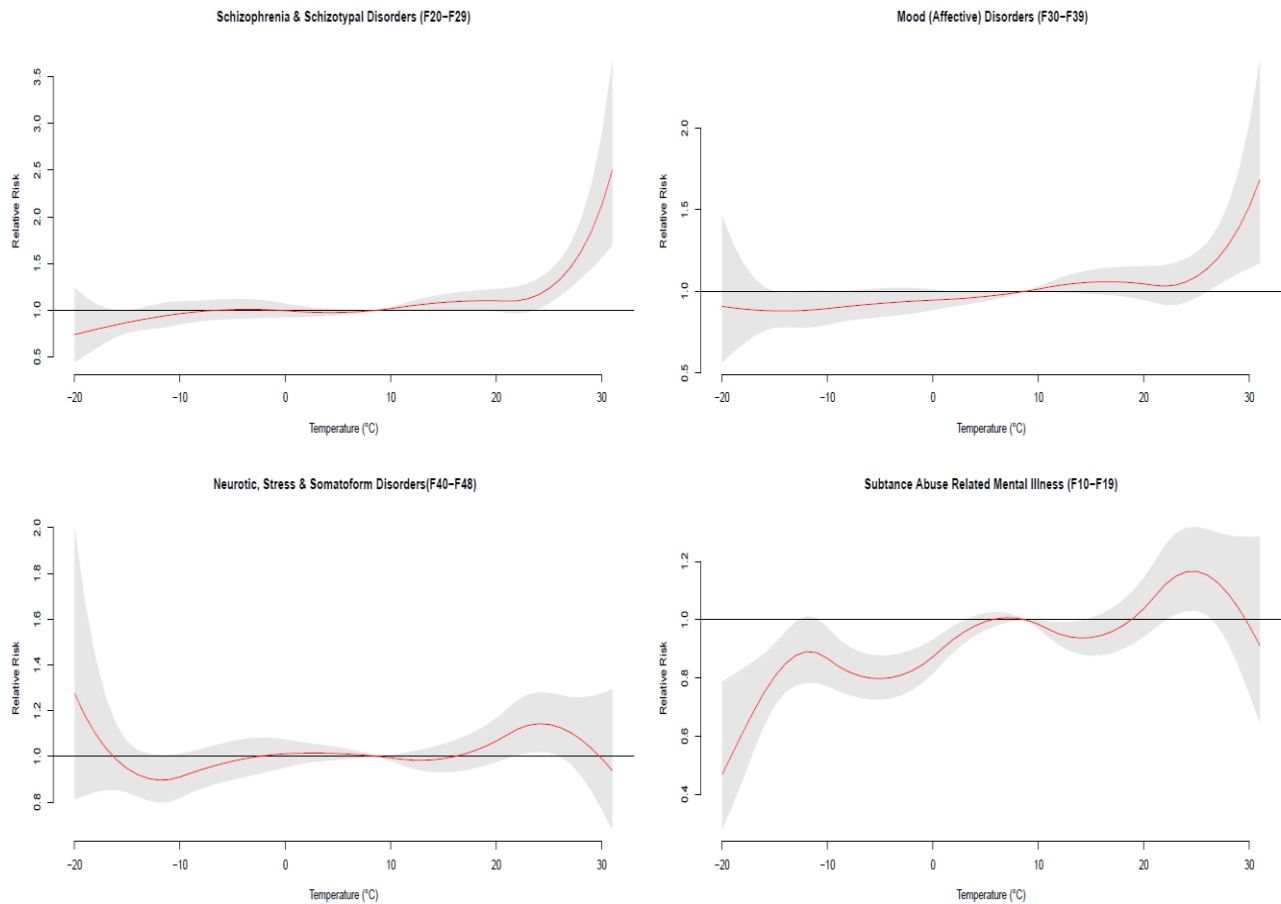 Schizophrenia & Schizotypal Disorders (F20−F29)
Relative Risk
0.5 1.0 1.5 2.0 2.5 3.0 3.5
−20 −10 0 10 20 30
Temperature (°C)
Mood (Affective) Disorders (F30−F39)
Relative Risk
0.5 1.0 1.5 2.0
−20 −10 0 10 20 30
Temperature (°C)
Neurotic, Stress & Somatoform Disorders(F40−F48)
Relative Risk
0.8 1.0 1.2 1.4 1.6 1.8 2.0
−20 −10 0 10 20 30
Temperature (°C)
Subtance Abuse Related Mental Illness (F10−F19)
Relative Risk
0.4 0.6 0.8 1.0 1.2
−20 −10 0 10 20 30
Temperature (°C)